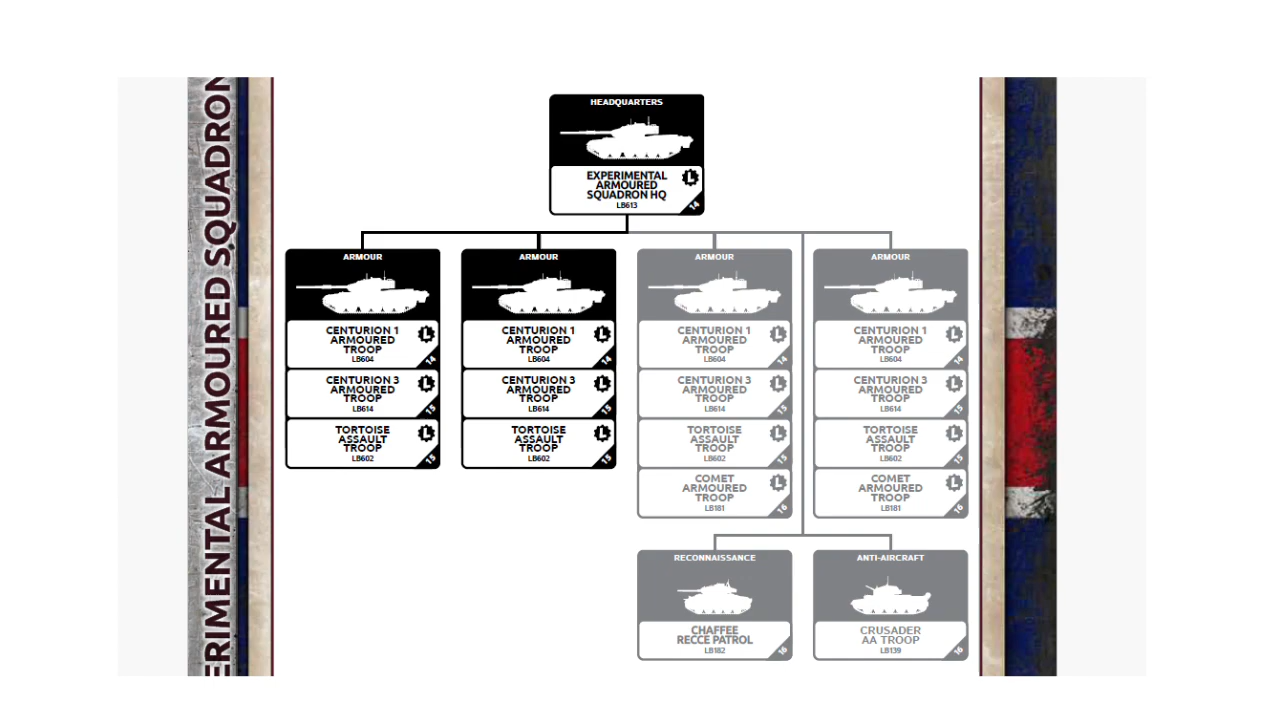 ERIMENTAL ARMOURED SQUADRON
HEADQUARTERS
EXPERIMENTAL
ARMOURED
SQUADRON HQ
LB613
14
ARMOUR
CENTURION 1
ARMOURED
TROOP
LB604
14
CENTURION 3
ARMOURED
TROOP
LB614
15
TORTOISE
ASSAULT
TROOP
LB602
15
ARMOUR
CENTURION 1
ARMOURED
TROOP
LB604
14
CENTURION 3
ARMOURED
TROOP
LB614
15
TORTOISE
ASSAULT
TROOP
LB602
15
ARMOUR
CENTURION 1
ARMOURED
TROOP
LB604
14
CENTURION 3
ARMOURED
TROOP
LB614
15
TORTOISE
ASSAULT
TROOP
LB602
15
COMET
ARMOURED
TROOP
LB181
16
ARMOUR
CENTURION 1
ARMOURED
TROOP
LB604
14
CENTURION 3
ARMOURED
TROOP
LB614
15
TORTOISE
ASSAULT
TROOP
LB602
15
COMET
ARMOURED
TROOP
LB181
16
RECONNAISSANCE
CHAFFEE
RECCE PATROL
LB182
16
ANTI-AIRCRAFT
CRUSADER
AA TROOP
LB139
16